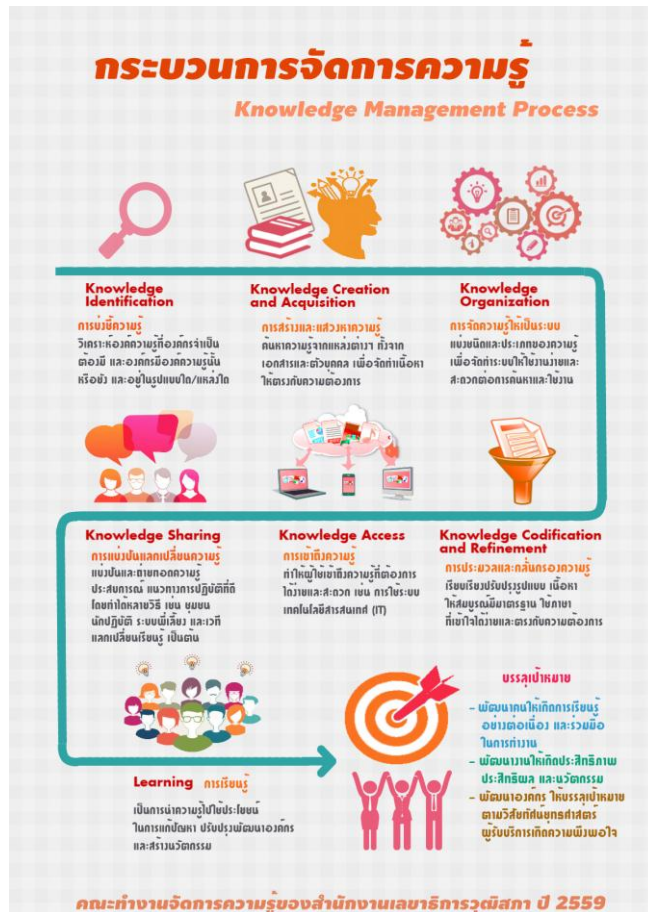 กระบวนการจัดการความรู้
Knowledge Management Process
Knowledge
Identification
การบ่งชี้ความรู้
วิเคราะห์องค์ความรู้ที่องค์กรจำเป็น
ต้องมี และองค์กรมีองค์ความรู้นั้น
หรือยัง และอยู่ในรูปแบบใด/แหล่งใด
Knowledge Creation
and Acquisition
การสร้างและแสวงหาความรู้
ค้นหาความรู้จากแหล่งต่างๆ ทั้งจาก
เอกสารและตัวบุคคล เพื่อจัดทำเนื้อหา
ให้ตรงกับความต้องการ
Knowledge
Organization
การจัดความรู้ให้เป็นระบบ
แบ่งชนิดและประเภทของความรู้
เพื่อจัดทำระบบให้ใช้งานง่ายและ
สะดวกต่อการค้นหาและใช้งาน
Knowledge Codification
and Refinement
การประมวลและกลั่นกรองความรู้
เรียบเรียงปรับปรุงรูปแบบ เนื้อหา
ให้สมบูรณ์มีมาตรฐาน ใช้ภาษา
ที่เข้าใจได้ง่ายและตรงกับความต้องการ
Knowledge Access
การเข้าถึงความรู้
ทำให้ผู้ใช้เข้าถึงความรู้ที่ต้องการ
ได้ง่ายและสะดวก เช่น การใช้ระบบ
เทคโนโลยีสารสนเทศ (IT)
Knowledge Sharing
การแบ่งปันแลกเปลี่ยนความรู้
แบ่งปันและถ่ายทอดความรู้
ประสบการณ์ แนวทางการปฏิบัติที่ดี
โดยทำได้หลายวิธี เช่น ชุมชน
นักปฏิบัติ ระบบพี่เลี้ยง และเวที
แลกเปลี่ยนเรียนรู้ เป็นต้น
Learning การเรียนรู้
เป็นการนำความรู้ไปใช้ประโยชน์
ในการแก้ปัญหา ปรับปรุงพัฒนาองค์กร
และสร้างนวัตกรรม
บรรลุเป้าหมาย
- พัฒนาคนให้เกิดการเรียนรู้
อย่างต่อเนื่อง และร่วมมือ
ในการทำงาน
- พัฒนางานให้เกิดประสิทธิภาพ
ประสิทธิผล และนวัตกรรม
- พัฒนาองค์กร ให้บรรลุเป้าหมาย
ตามวิสัยทัศน์ยุทธศาสตร์
ผู้รับบริการเกิดความพึงพอใจ
คณะทำงานจัดการความรู้ของสำนักงานเลขาธิการวุฒิสภา ปี 2559